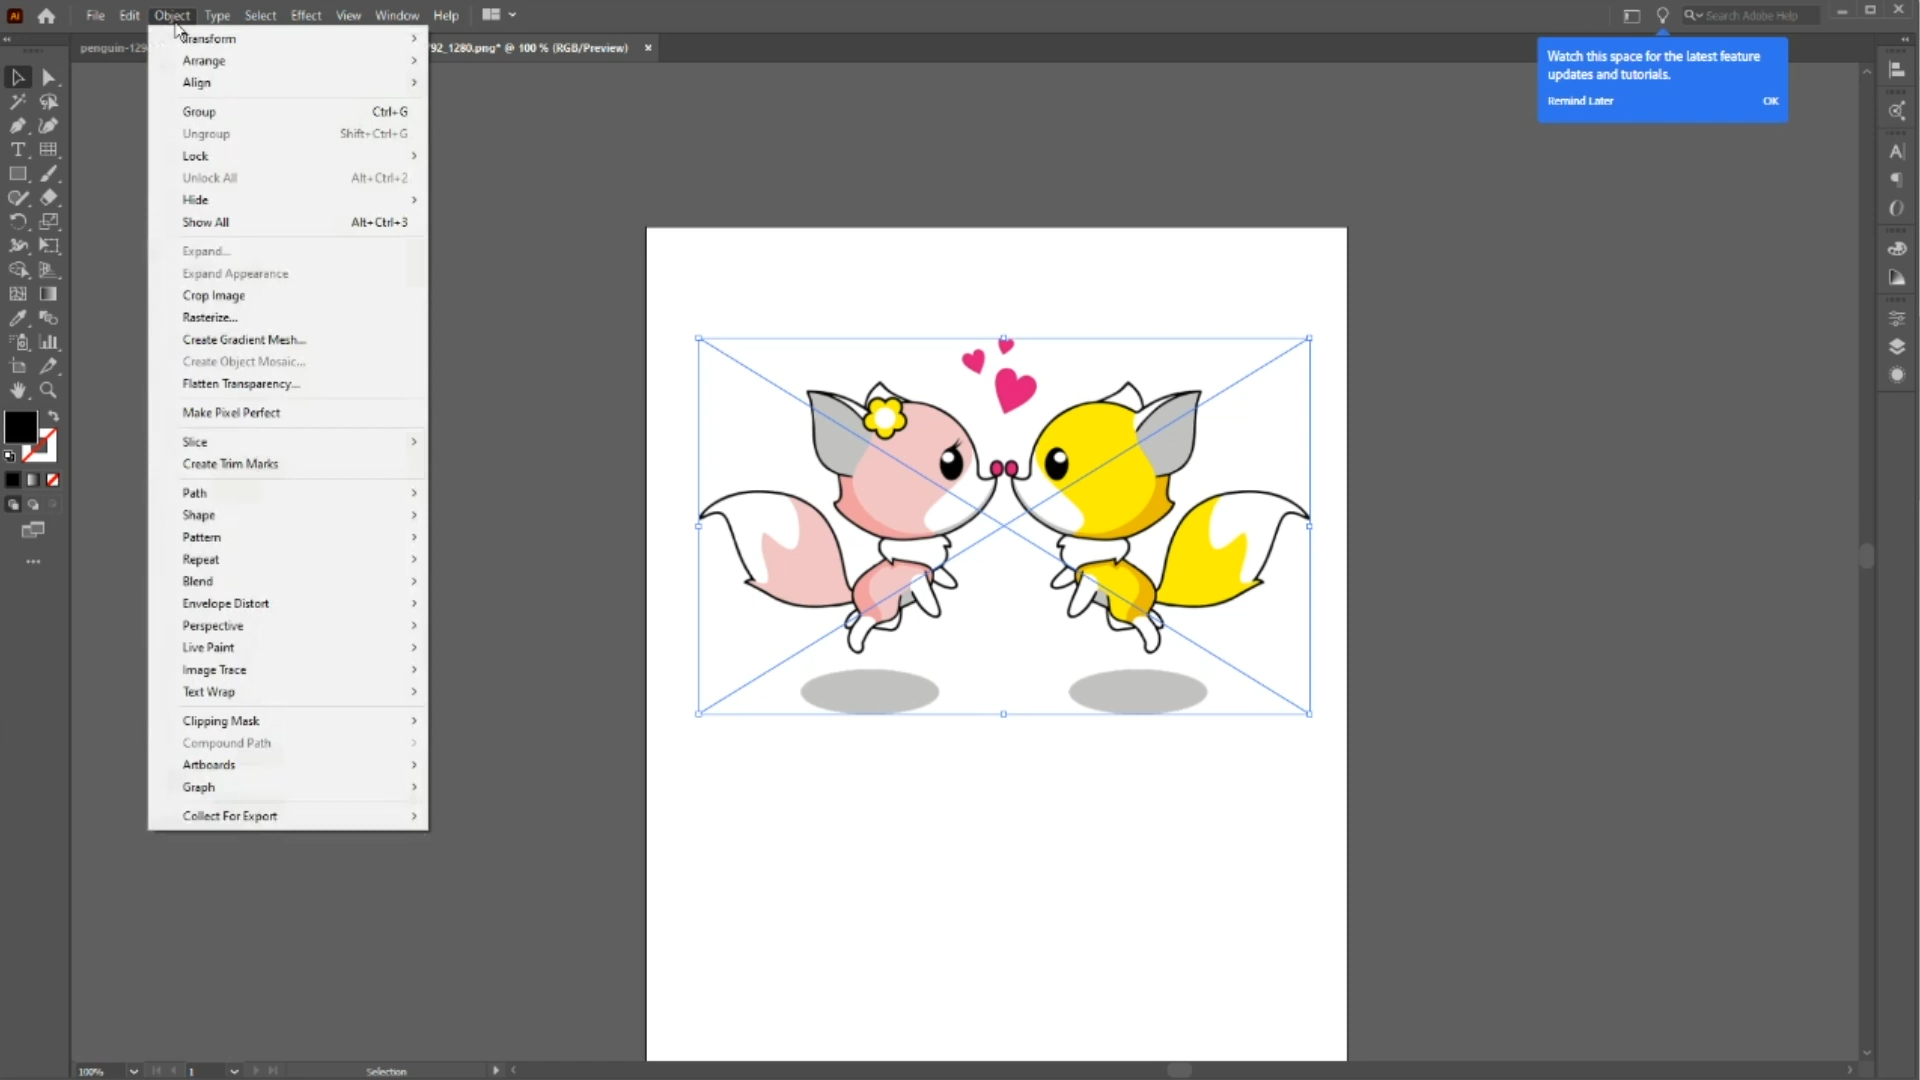 Ai File Edit Object Type Select Effect View Window Help
Search Adobe Help
penguin-129 92_1280.png* @ 100 % (RGB/Preview)
Watch this space for the latest feature
updates and tutorials.
Remind Later OK
Transform
Arrange
Align
Group Ctrl+G
Ungroup Shift+Ctrl+G
Lock
Unlock All Alt+Ctrl+2
Hide
Show All Alt+Ctrl+3
Expand...
Expand Appearance
Crop Image
Rasterize...
Create Gradient Mesh...
Create Object Mosaic...
Flatten Transparency...
Make Pixel Perfect
Slice
Create Trim Marks
Path
Shape
Pattern
Repeat
Blend
Envelope Distort
Perspective
Live Paint
Image Trace
Text Wrap
Clipping Mask
Compound Path
Artboards
Graph
Collect For Export
100% 1 Selection